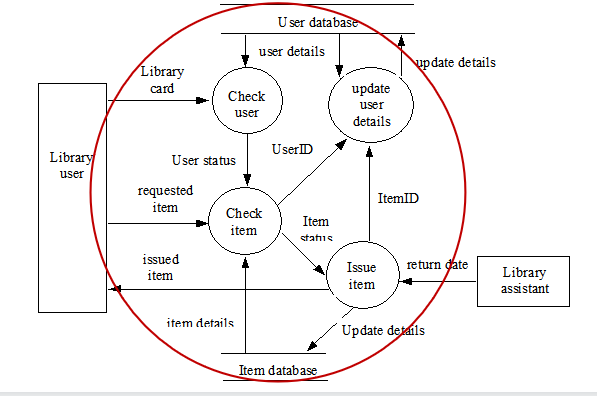 User database
user details
update details
Library
card
Check
user
update
user
details
Library
user
User status
UserID
requested
item
Check
item
Item
status
ItemID
issued
item
Issue
item
return date
Library
assistant
item details
Update details
Item database